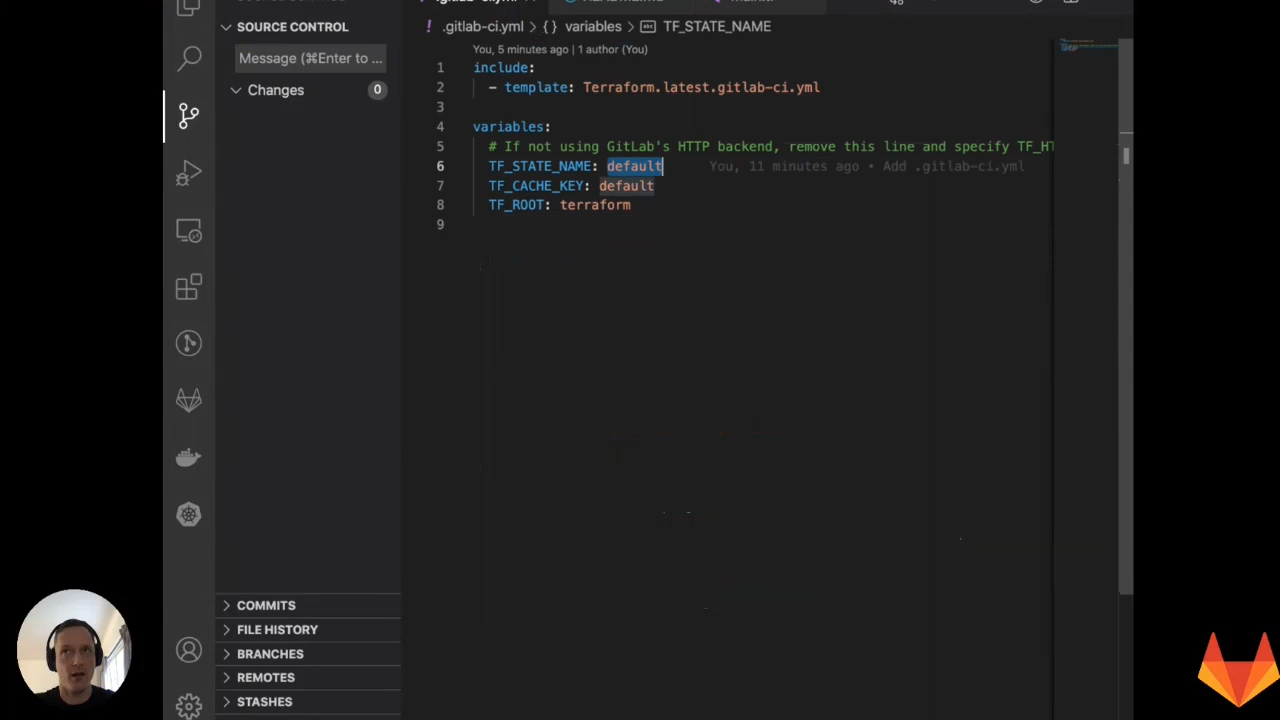 SOURCE CONTROL
Message (⌘Enter to ...
Changes
0
.gitlab-ci.yml > {} variables > abc TF_STATE_NAME
You, 5 minutes ago | 1 author (You)
1 include:
2 - template: Terraform.latest.gitlab-ci.yml
3
4 variables:
5 # If not using GitLab's HTTP backend, remove this line and specify TF_HT
6 TF_STATE_NAME: default You, 11 minutes ago • Add .gitlab-ci.yml
7 TF_CACHE_KEY: default
8 TF_ROOT: terraform
9
COMMITS
FILE HISTORY
BRANCHES
REMOTES
STASHES